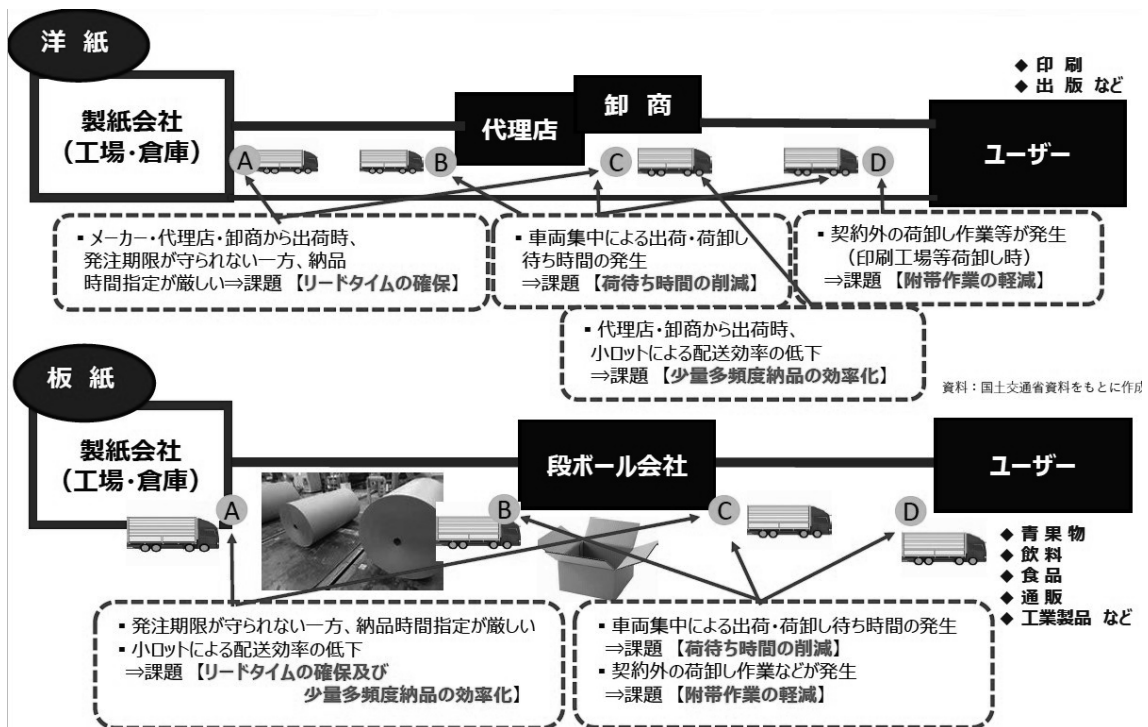 洋 紙
◆ 印 刷
◆ 出 版 など
製紙会社
（工場・倉庫）
代理店
卸 商
ユーザー
A
B
C
D
▪ メーカー・代理店・卸商から出荷時、
発注期限が守られない一方、納品
時間指定が厳しい⇒課題 【リードタイムの確保】
▪ 車両集中による出荷・荷卸し
待ち時間の発生
⇒課題 【荷待ち時間の削減】
▪ 契約外の荷卸し作業等が発生
（印刷工場等荷卸し時）
⇒課題 【附帯作業の軽減】
▪ 代理店・卸商から出荷時、
小ロットによる配送効率の低下
⇒課題 【少量多頻度納品の効率化】
資料：国土交通省資料をもとに作成
板 紙
製紙会社
（工場・倉庫）
段ボール会社
ユーザー
A
B
C
D
◆ 青 果 物
◆ 飲 料
◆ 食 品
◆ 通 販
◆ 工業製品 など
▪ 発注期限が守られない一方、納品時間指定が厳しい
▪ 小ロットによる配送効率の低下
⇒課題 【リードタイムの確保及び
少量多頻度納品の効率化】
▪ 車両集中による出荷・荷卸し待ち時間の発生
⇒課題 【荷待ち時間の削減】
▪ 契約外の荷卸し作業などが発生
⇒課題 【附帯作業の軽減】